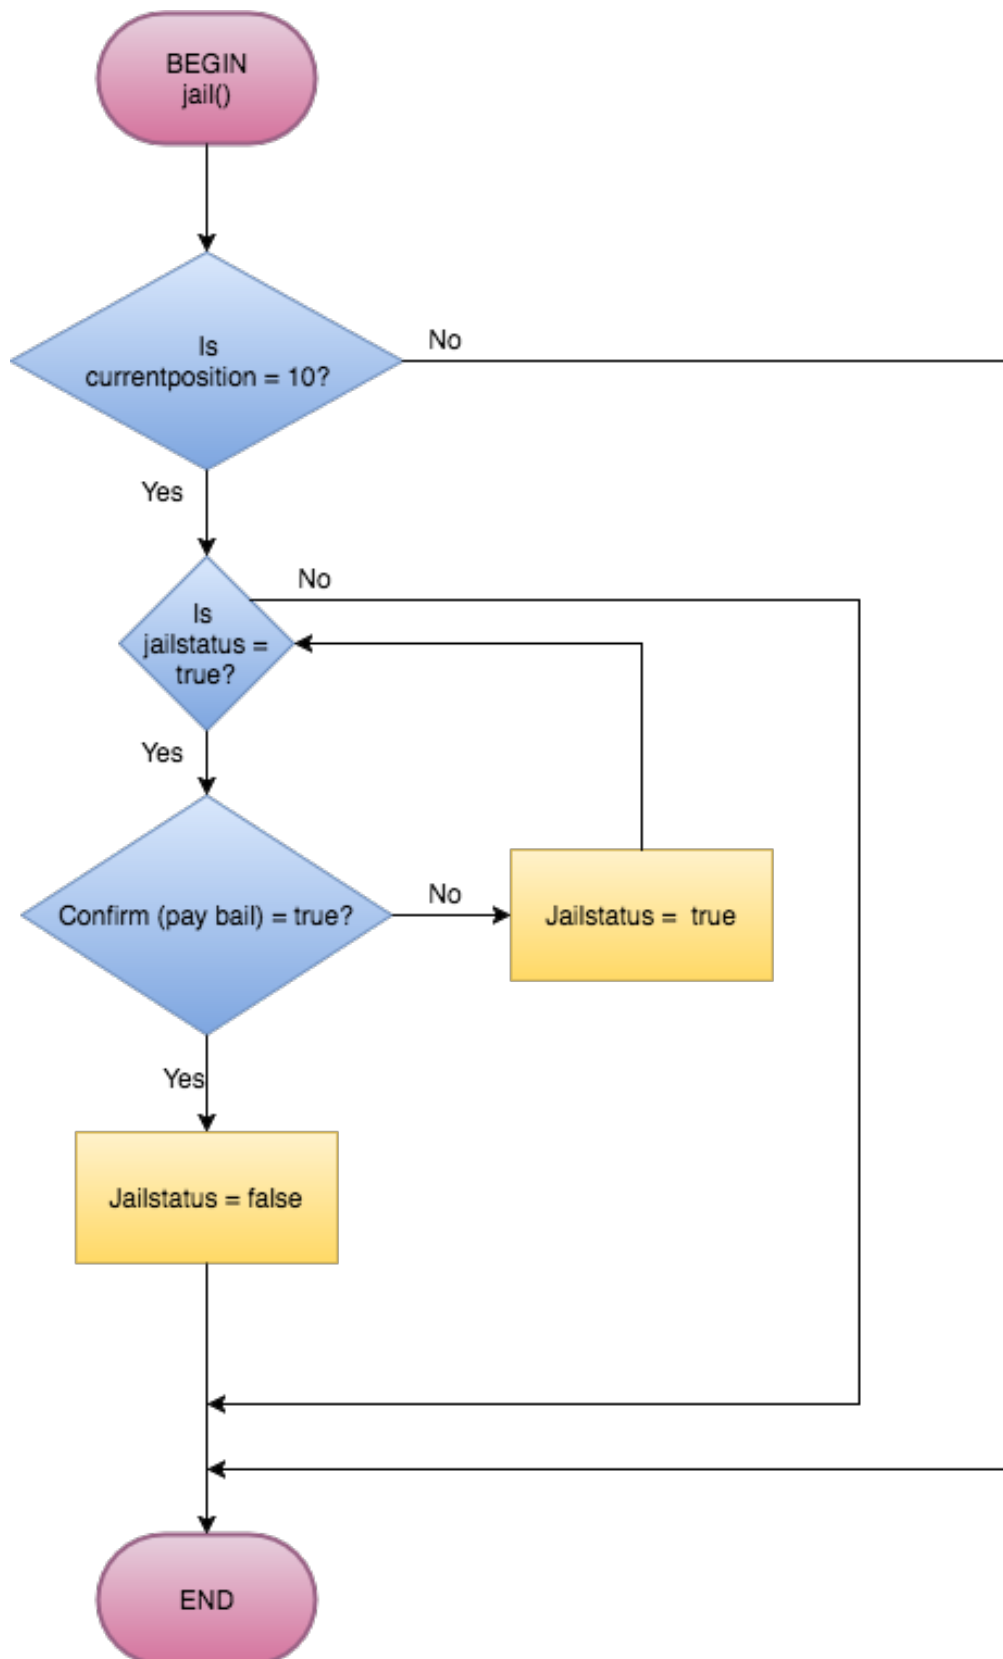 BEGIN
jail()
Is
currentposition = 10?
No
Yes
Is
jailstatus =
true?
No
Yes
Confirm (pay bail) = true?
No
Jailstatus =  true
Yes
Jailstatus = false
END